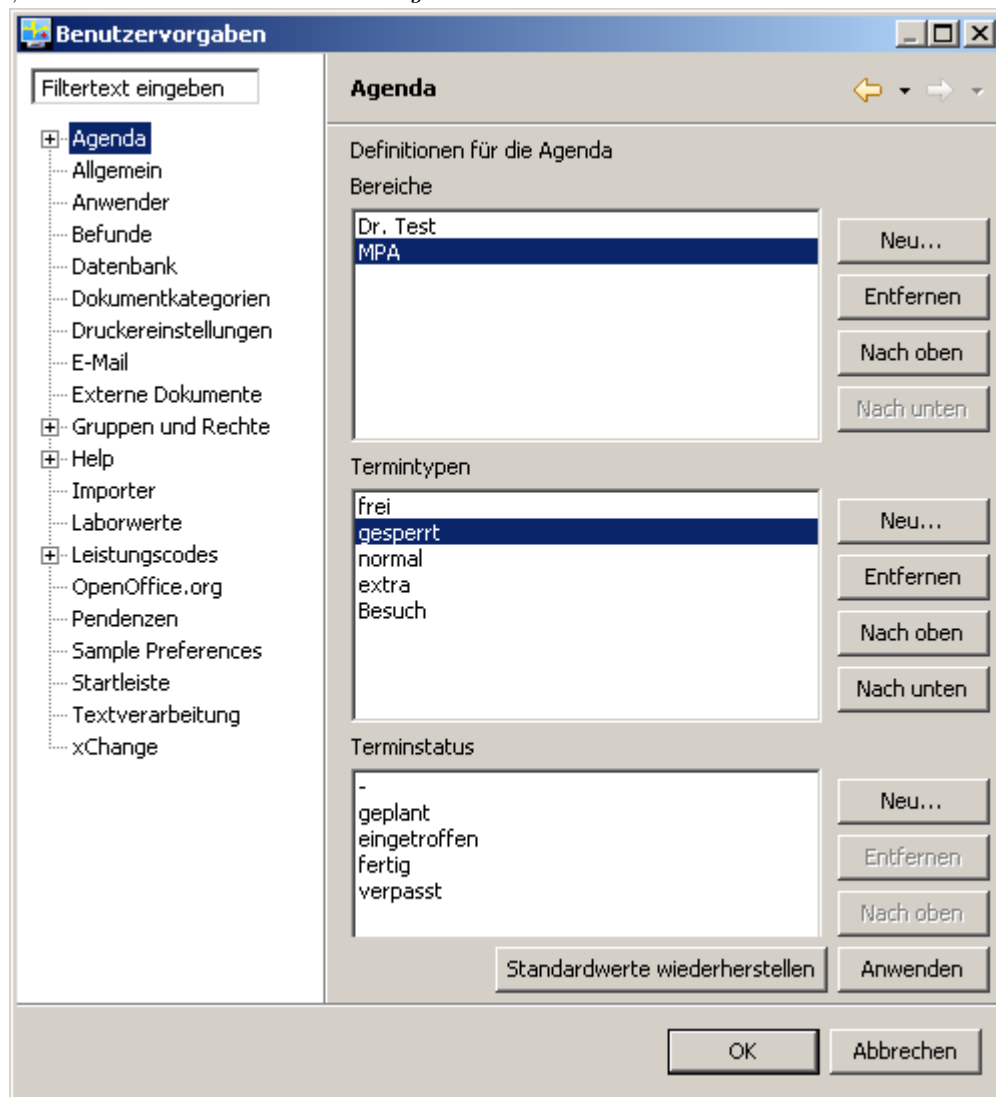 Benutzervorgaben
Filtertext eingeben
Agenda
Allgemein
Anwender
Befunde
Datenbank
Dokumentkategorien
Druckereinstellungen
E-Mail
Externe Dokumente
Gruppen und Rechte
Help
Importer
Laborwerte
Leistungscodes
OpenOffice.org
Pendenzen
Sample Preferences
Startleiste
Textverarbeitung
xChange
Agenda
Definitionen für die Agenda
Bereiche
Dr. Test
MPA
Neu...
Entfernen
Nach oben
Nach unten
Termintypen
frei
gesperrt
normal
extra
Besuch
Neu...
Entfernen
Nach oben
Nach unten
Terminstatus
-
geplant
eingetroffen
fertig
verpasst
Neu...
Entfernen
Nach oben
Standardwerte wiederherstellen
Anwenden
OK
Abbrechen